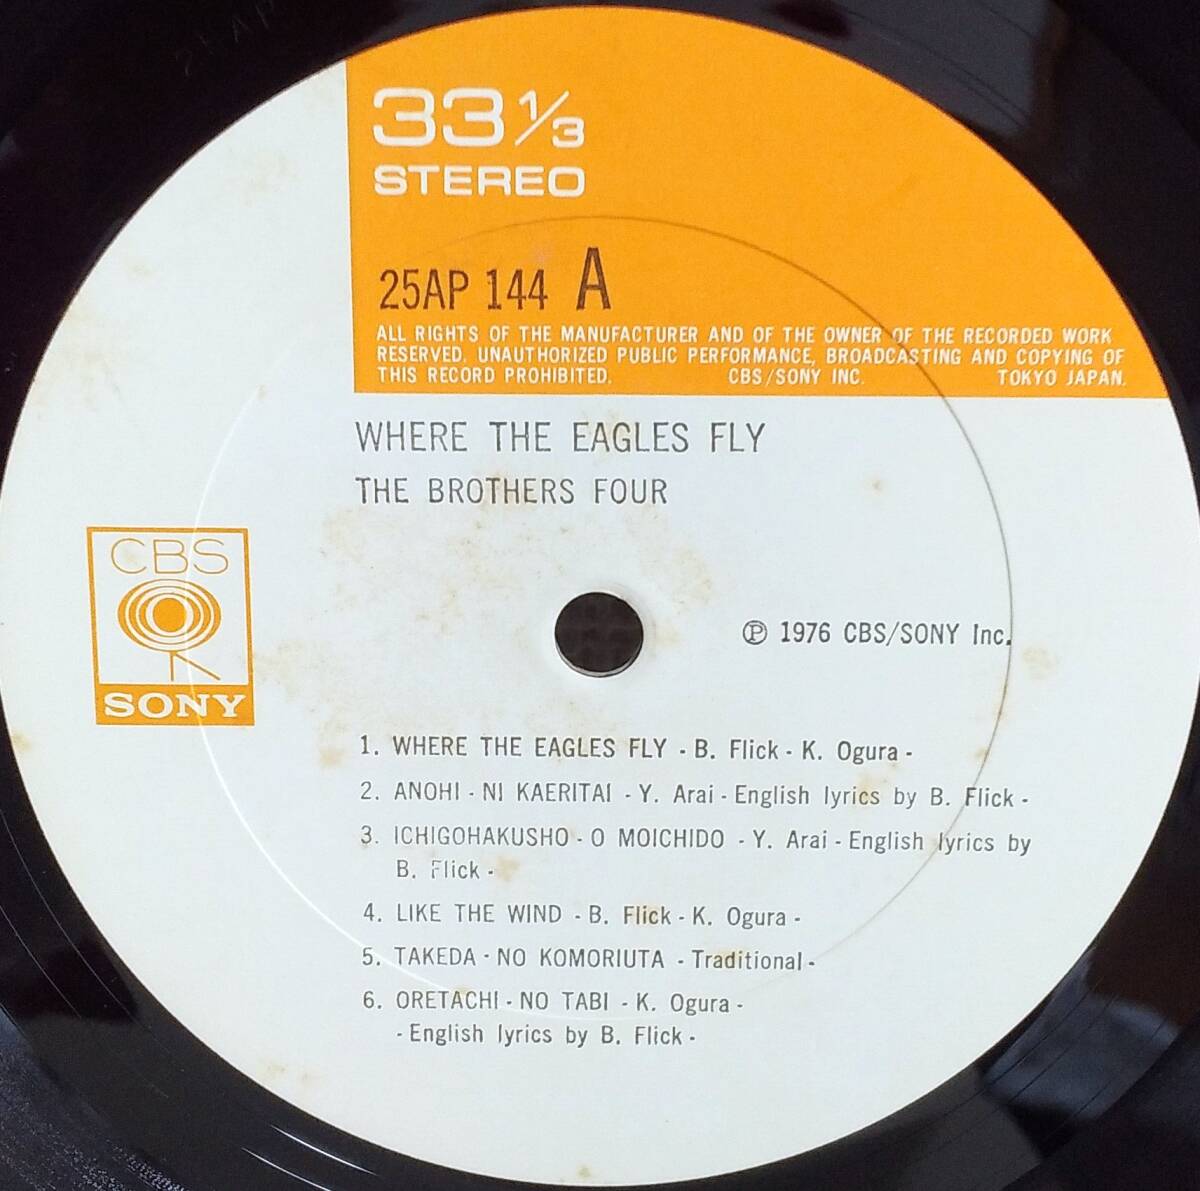 33 1/3
STEREO
25AP 144 A
ALL RIGHTS OF THE MANUFACTURER AND OF THE OWNER OF THE RECORDED WORK
RESERVED. UNAUTHORIZED PUBLIC PERFORMANCE, BROADCASTING AND COPYING OF
THIS RECORD PROHIBITED. CBS/SONY INC. TOKYO JAPAN.
WHERE THE EAGLES FLY
THE BROTHERS FOUR
CBS
SONY
℗ 1976 CBS/SONY Inc.
1. WHERE THE EAGLES FLY - B. Flick - K. Ogura -
2. ANOHI - NI KAERITAI - Y. Arai - English lyrics by B. Flick -
3. ICHIGOHAKUSHO - O MOICHIDO - Y. Arai - English lyrics by
B. Flick -
4. LIKE THE WIND - B. Flick - K. Ogura -
5. TAKEDA - NO KOMORIUTA - Traditional -
6. ORETACHI - NO TABI - K. Ogura -
- English lyrics by B. Flick -